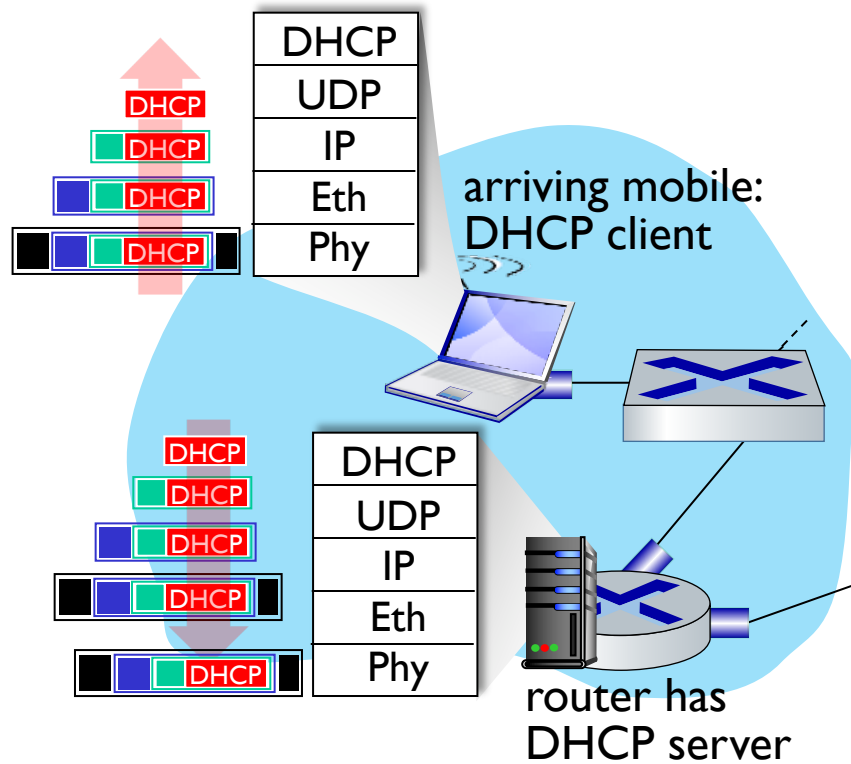 DHCP
UDP
IP
Eth
Phy
DHCP
DHCP
DHCP
DHCP
arriving mobile:
DHCP client
DHCP
UDP
IP
Eth
Phy
DHCP
DHCP
DHCP
DHCP
DHCP
router has
DHCP server